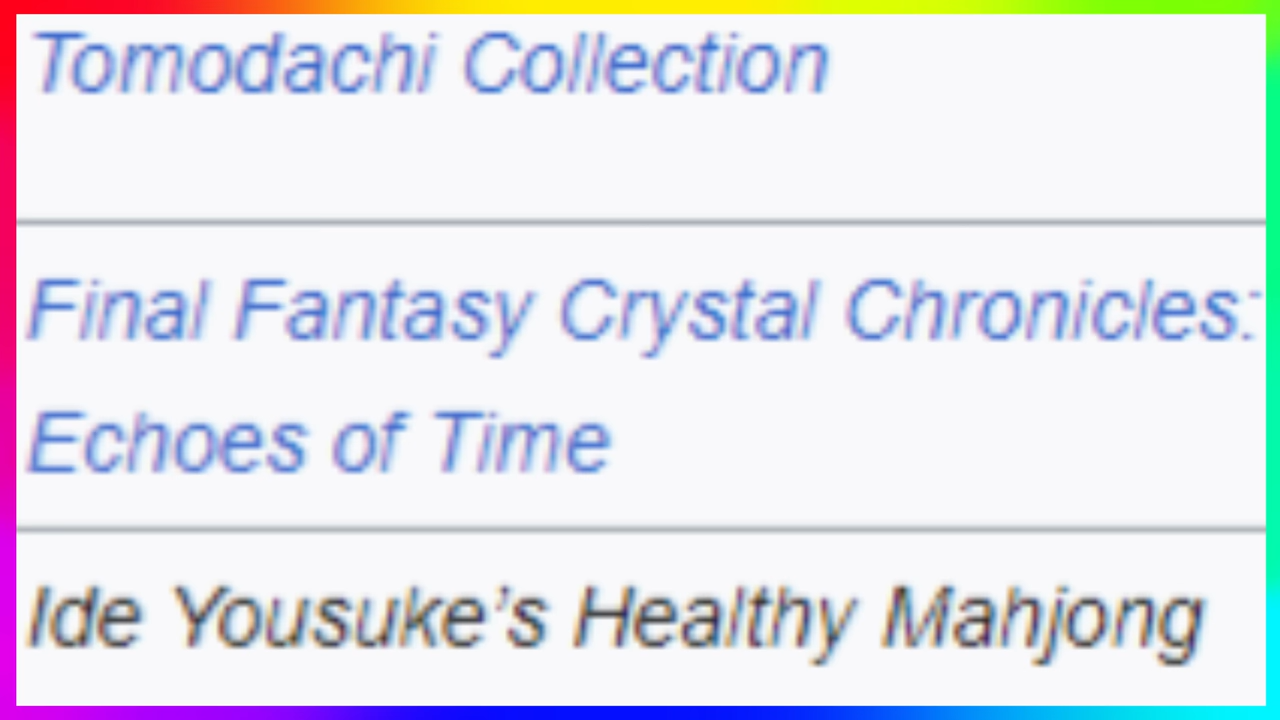 Tomodachi Collection
Final Fantasy Crystal Chronicles:
Echoes of Time
Ide Yousuke’s Healthy Mahjong